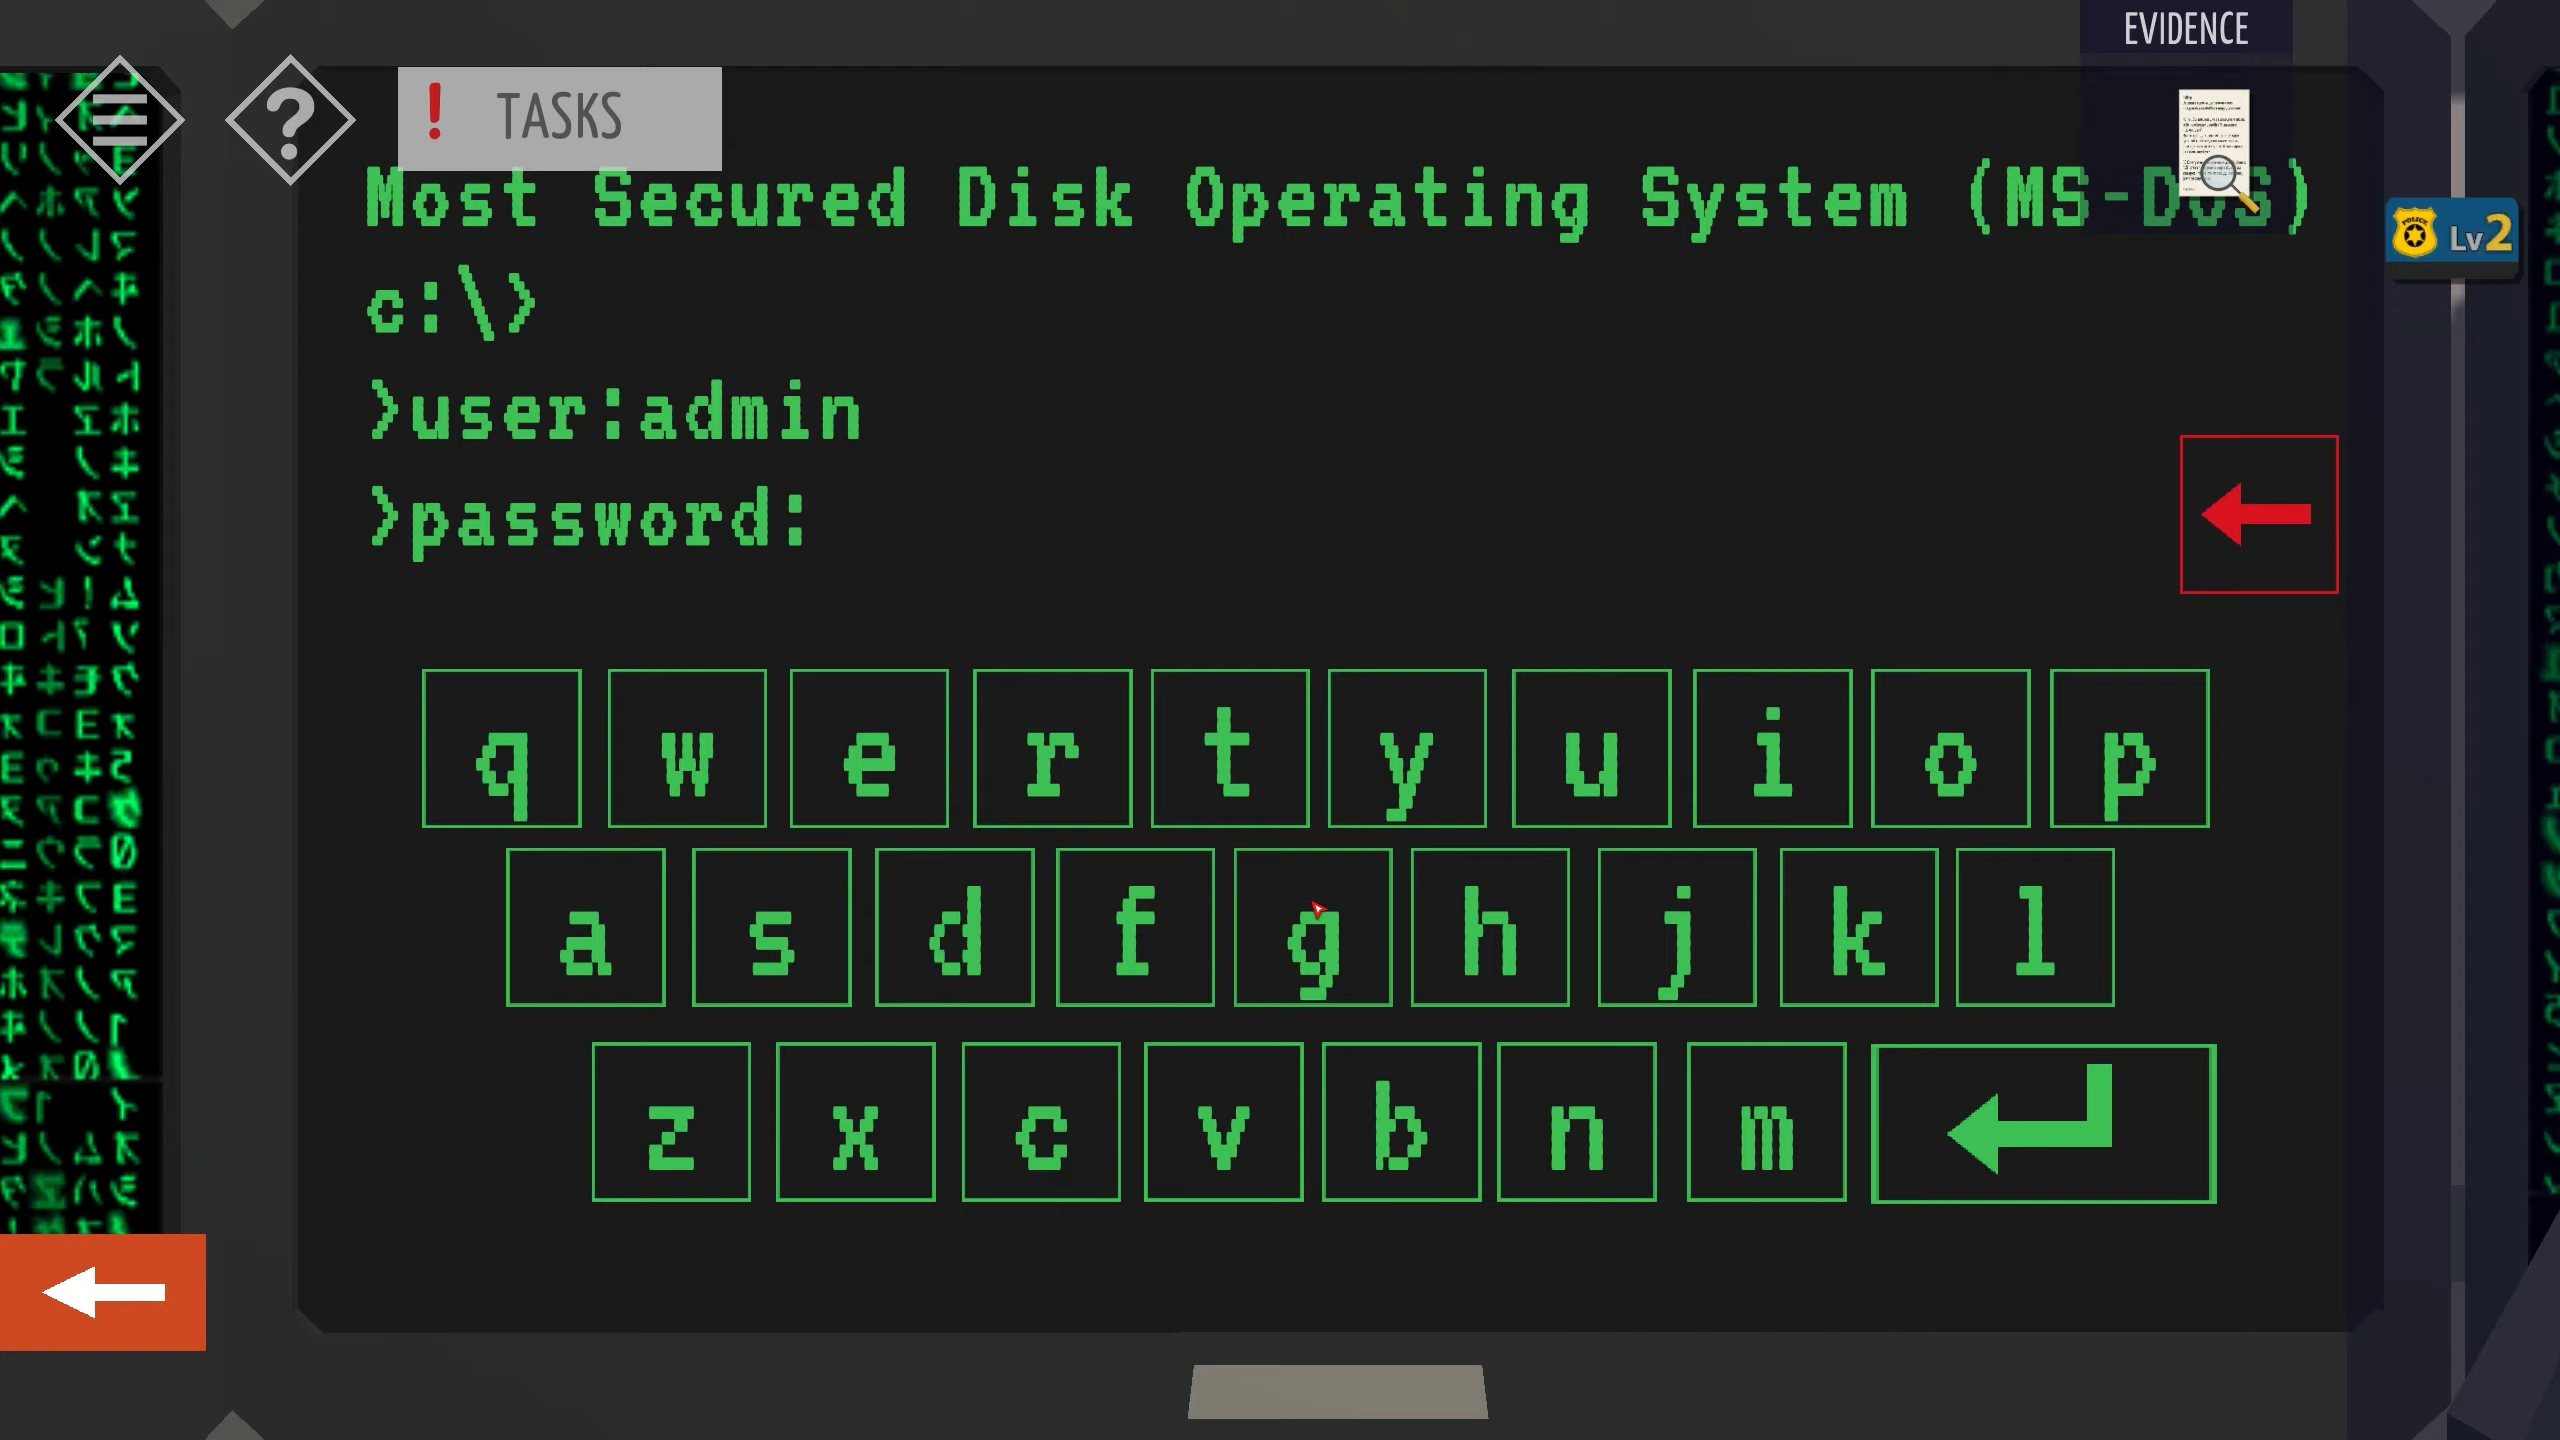 EVIDENCE
! TASKS
Most Secured Disk Operating System (MS-DOS)
Lv2
c:\>
>user:admin
>password:
q w e r t y u i o p
a s d f g h j k l
z x c v b n m